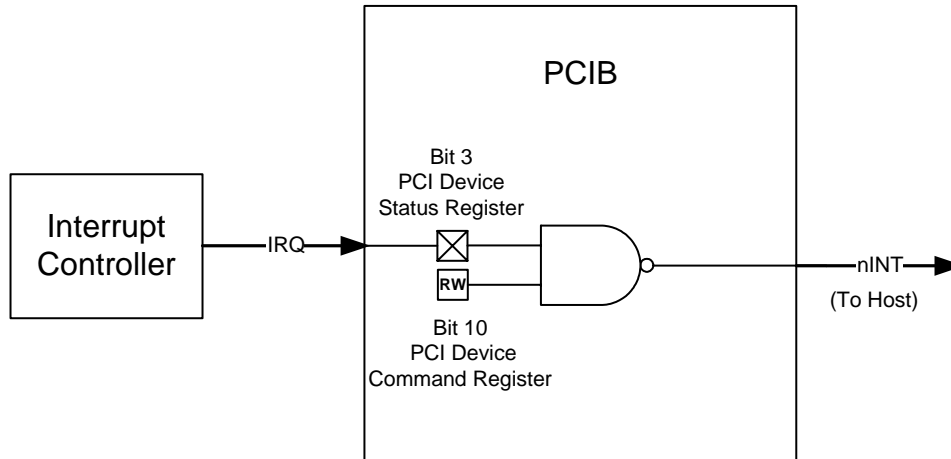 PCIB
Bit 3
PCI Device
Status Register
Interrupt
Controller
IRQ
RW
nINT
(To Host)
Bit 10
PCI Device
Command Register